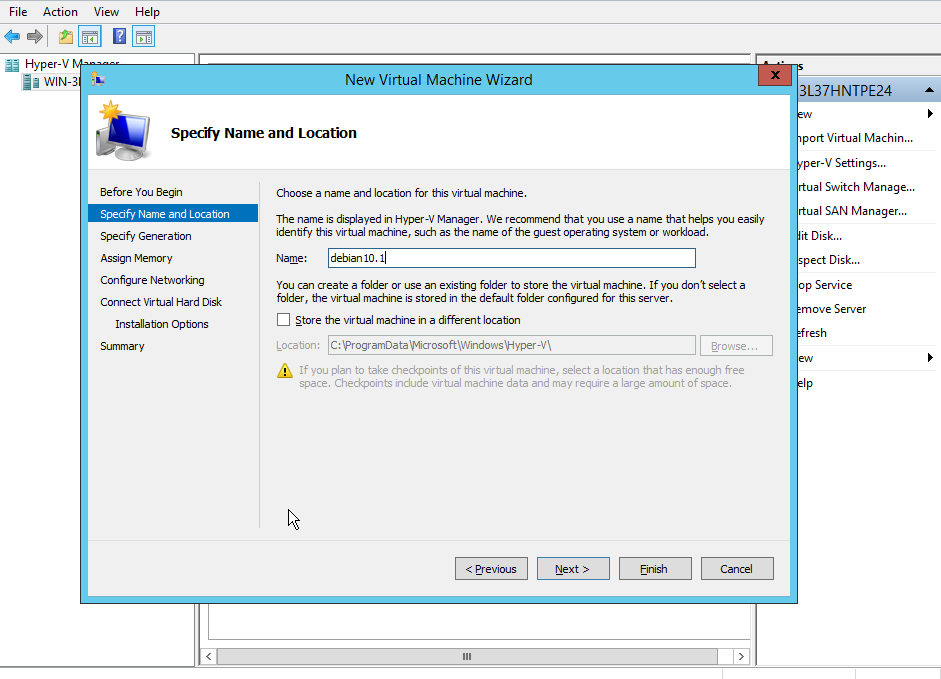 File Action View Help
Hyper-V Manager
WIN-3
Actions
3L37HNTPE24
ew
port Virtual Machin...
yper-V Settings...
rtual Switch Manage...
rtual SAN Manager...
dit Disk...
spect Disk...
op Service
emove Server
efresh
ew
elp
New Virtual Machine Wizard
x
Specify Name and Location
Before You Begin
Specify Name and Location
Specify Generation
Assign Memory
Configure Networking
Connect Virtual Hard Disk
Installation Options
Summary
Choose a name and location for this virtual machine.
The name is displayed in Hyper-V Manager. We recommend that you use a name that helps you easily
identify this virtual machine, such as the name of the guest operating system or workload.
Name: debian10.1
You can create a folder or use an existing folder to store the virtual machine. If you don't select a
folder, the virtual machine is stored in the default folder configured for this server.
Store the virtual machine in a different location
Location: C:\ProgramData\Microsoft\Windows\Hyper-V\ Browse...
If you plan to take checkpoints of this virtual machine, select a location that has enough free
space. Checkpoints include virtual machine data and may require a large amount of space.
< Previous Next > Finish Cancel